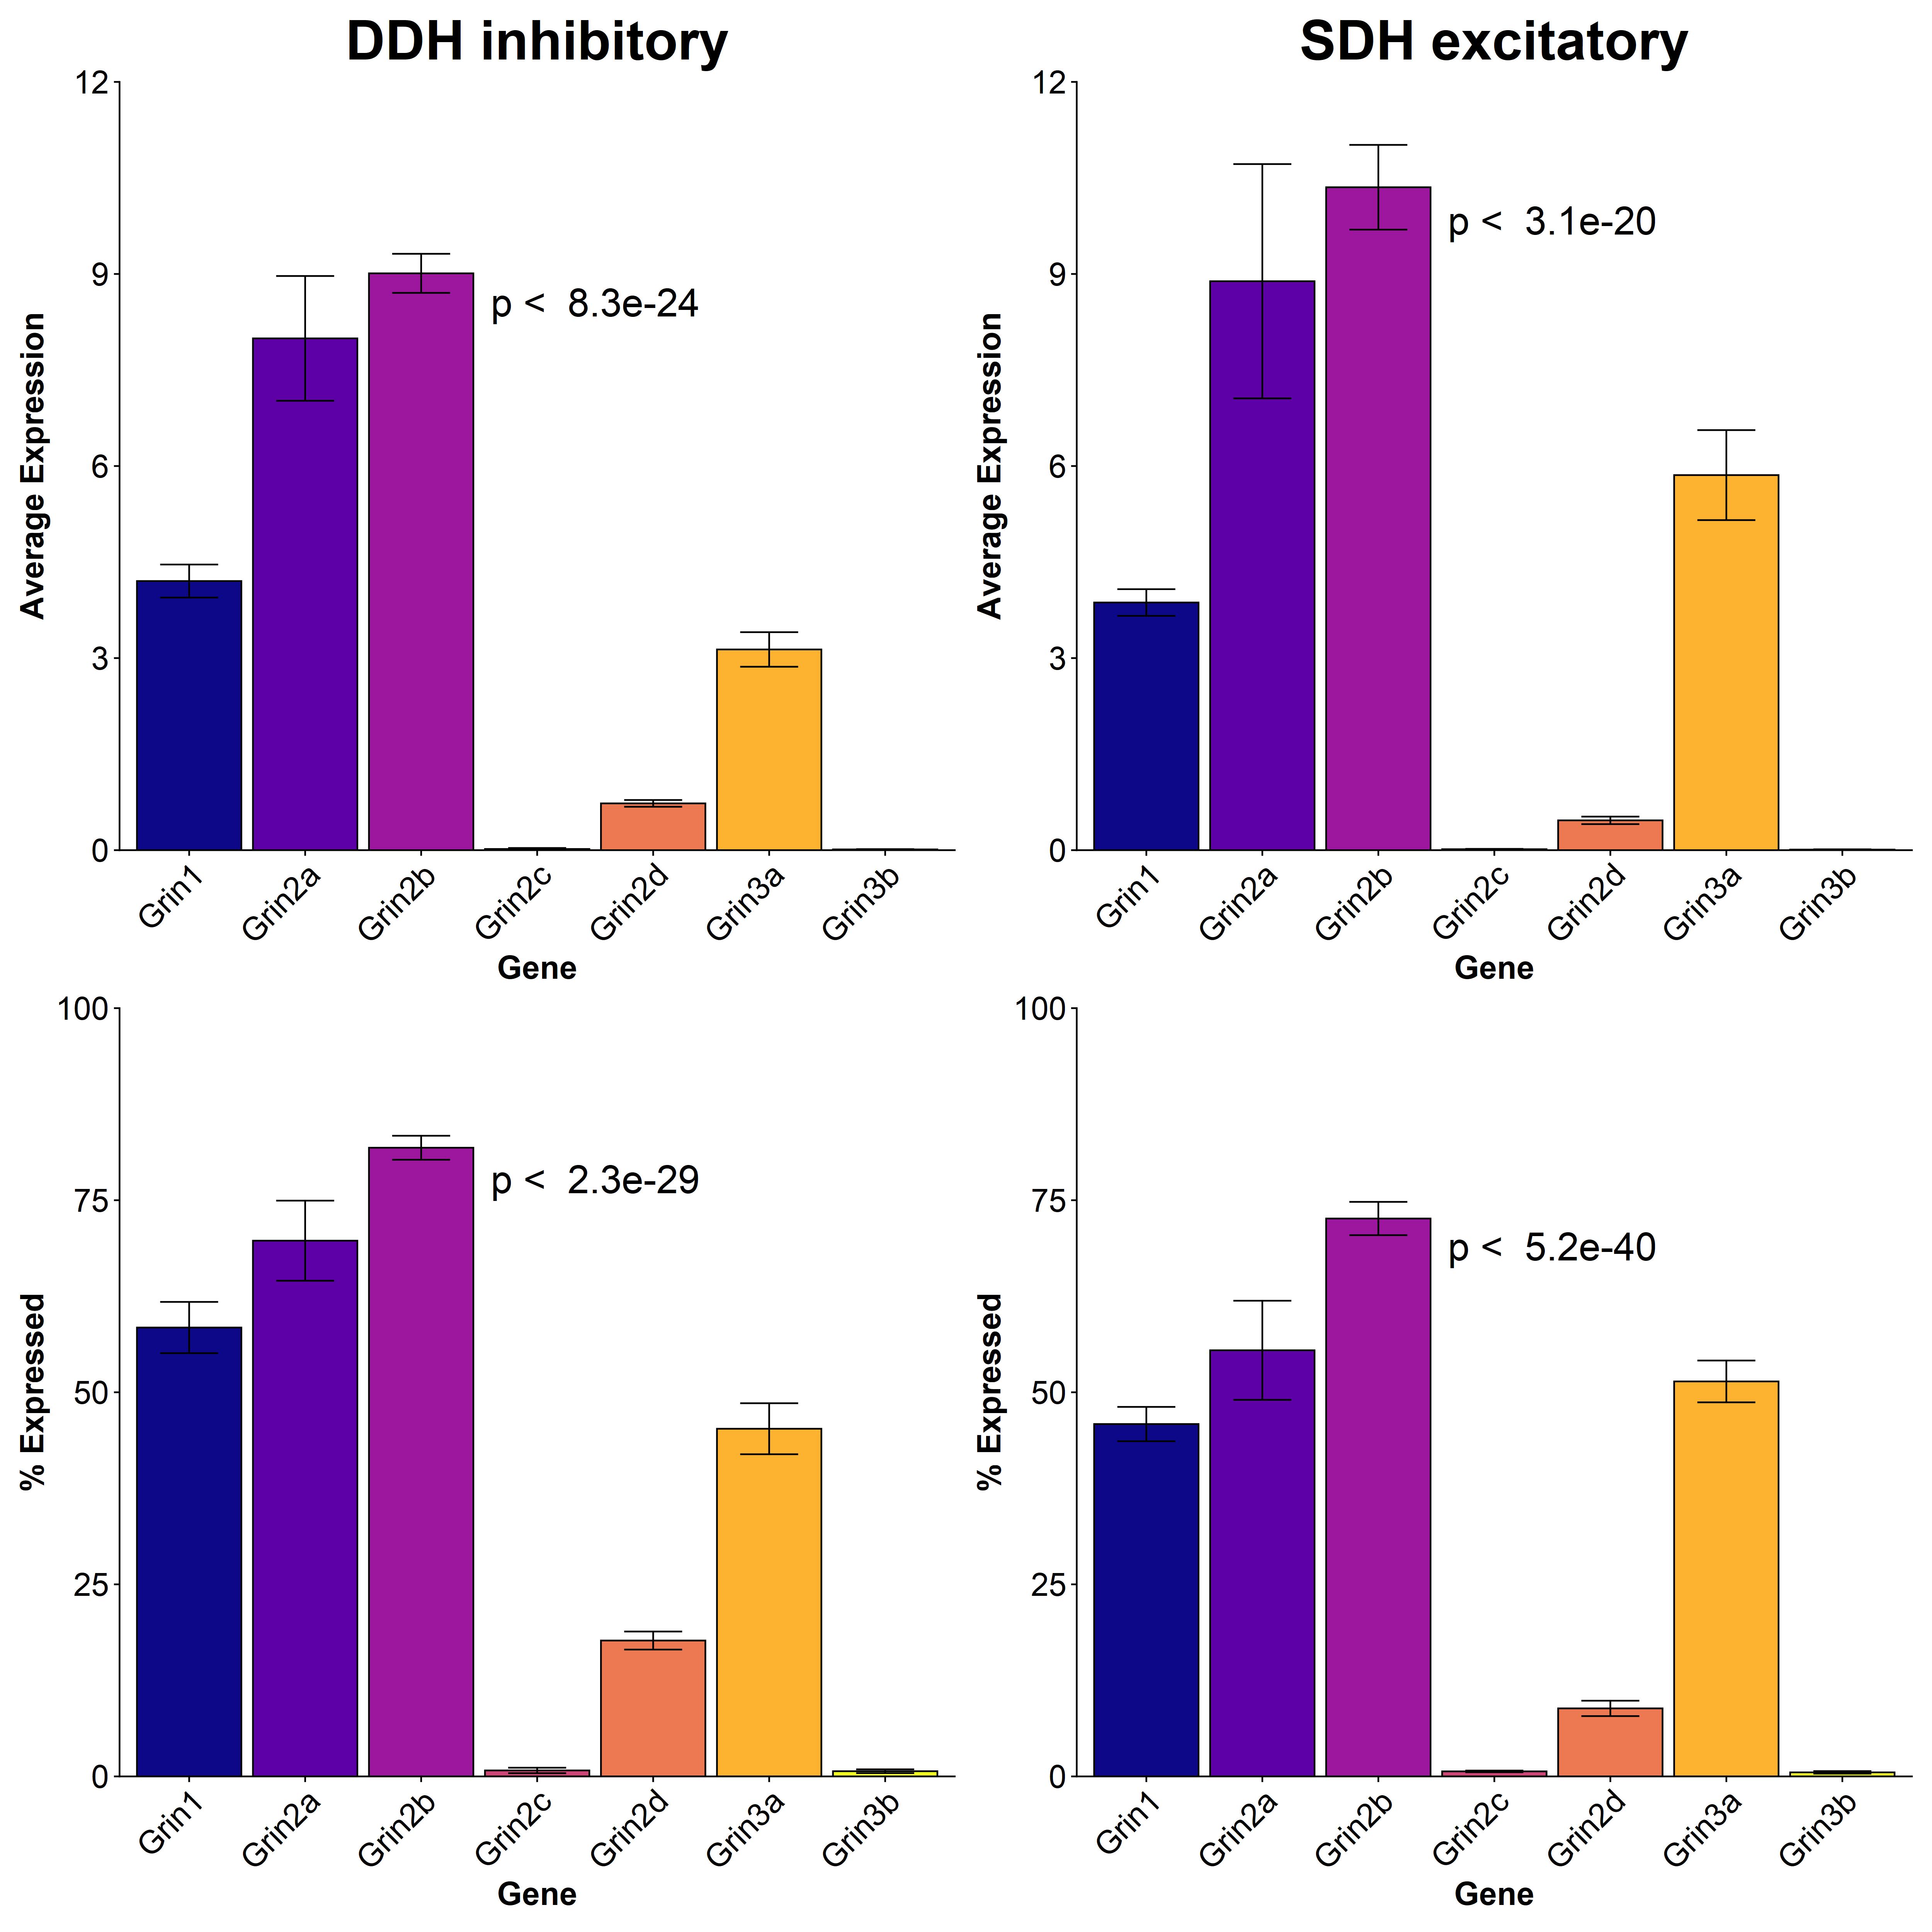 DDH inhibitory
SDH excitatory
Average Expression
12
9
6
3
0
p < 8.3e-24
Grin1
Grin2a
Grin2b
Grin2c
Grin2d
Grin3a
Grin3b
Gene
Average Expression
12
9
6
3
0
p < 3.1e-20
Grin1
Grin2a
Grin2b
Grin2c
Grin2d
Grin3a
Grin3b
Gene
% Expressed
100
75
50
25
0
p < 2.3e-29
Grin1
Grin2a
Grin2b
Grin2c
Grin2d
Grin3a
Grin3b
Gene
% Expressed
100
75
50
25
0
p < 5.2e-40
Grin1
Grin2a
Grin2b
Grin2c
Grin2d
Grin3a
Grin3b
Gene